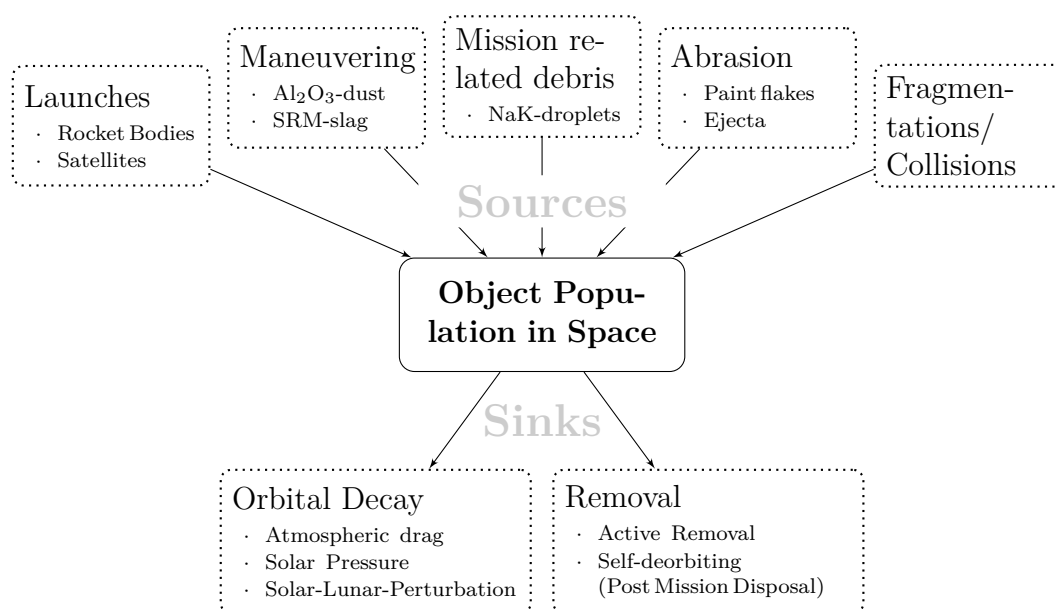 Launches
· Rocket Bodies
· Satellites
Maneuvering
· Al₂O₃-dust
· SRM-slag
Mission re-
lated debris
· NaK-droplets
Abrasion
· Paint flakes
· Ejecta
Fragmen-
tations/
Collisions
Sources
Object Popu-
lation in Space
Sinks
Orbital Decay
· Atmospheric drag
· Solar Pressure
· Solar-Lunar-Perturbation
Removal
· Active Removal
· Self-deorbiting
(Post Mission Disposal)